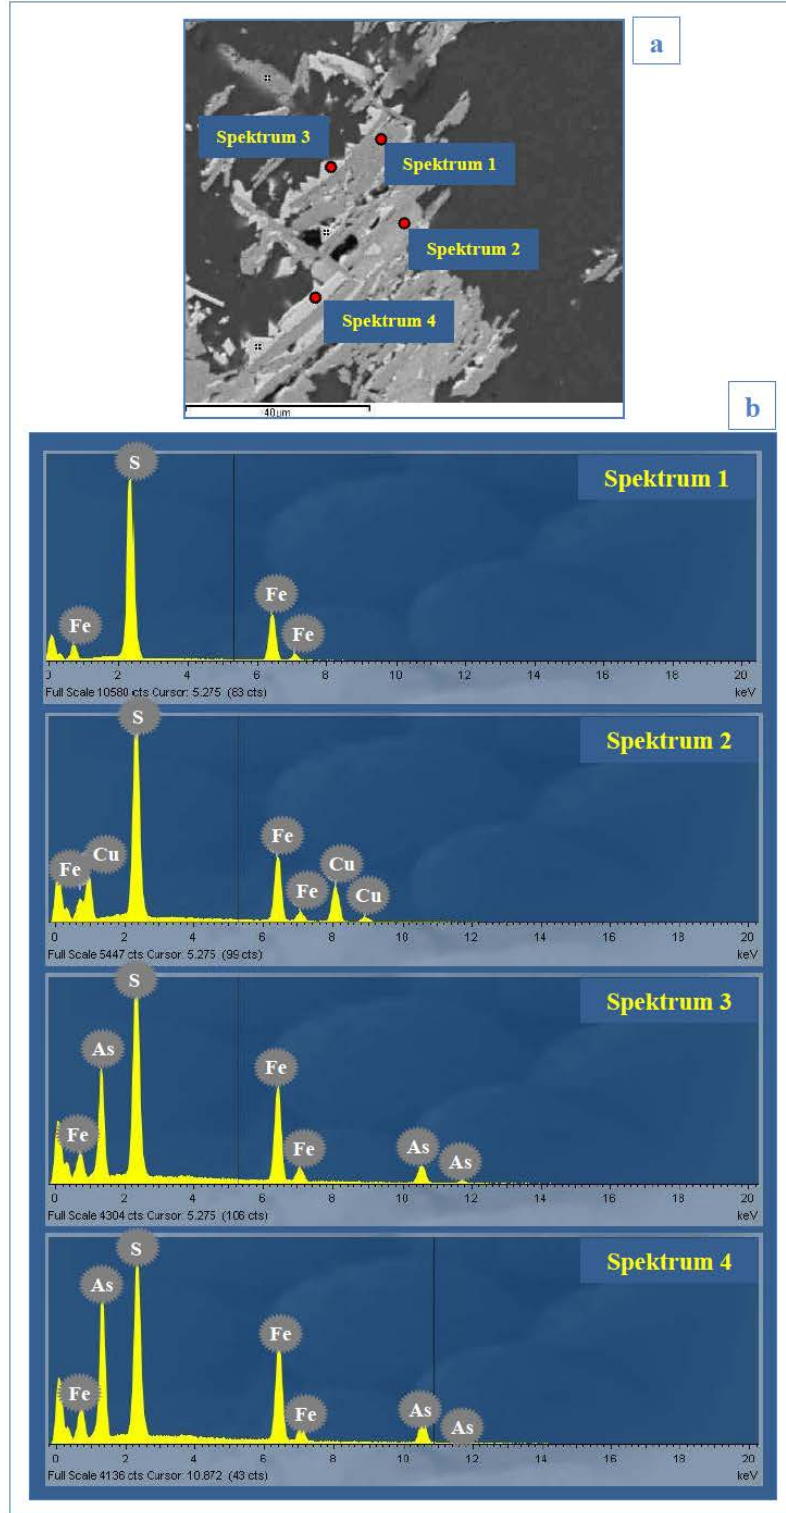 a
Spektrum 3
Spektrum 1
Spektrum 2
Spektrum 4
40µm
b
Spektrum 1
S
Fe
Fe
Fe
0 2 4 6 8 10 12 14 16 18 20
Full Scale 10580 cts Cursor: 5.275 (83 cts)
keV
Spektrum 2
S
Fe
Cu
Fe
Fe
Cu
Cu
0 2 4 6 8 10 12 14 16 18 20
Full Scale 5447 cts Cursor: 5.275 (99 cts)
keV
Spektrum 3
S
As
Fe
Fe
Fe
As
As
0 2 4 6 8 10 12 14 16 18 20
Full Scale 4304 cts Cursor: 5.275 (106 cts)
keV
Spektrum 4
S
As
Fe
Fe
Fe
As
As
0 2 4 6 8 10 12 14 16 18 20
Full Scale 4136 cts Cursor: 10.872 (43 cts)
keV